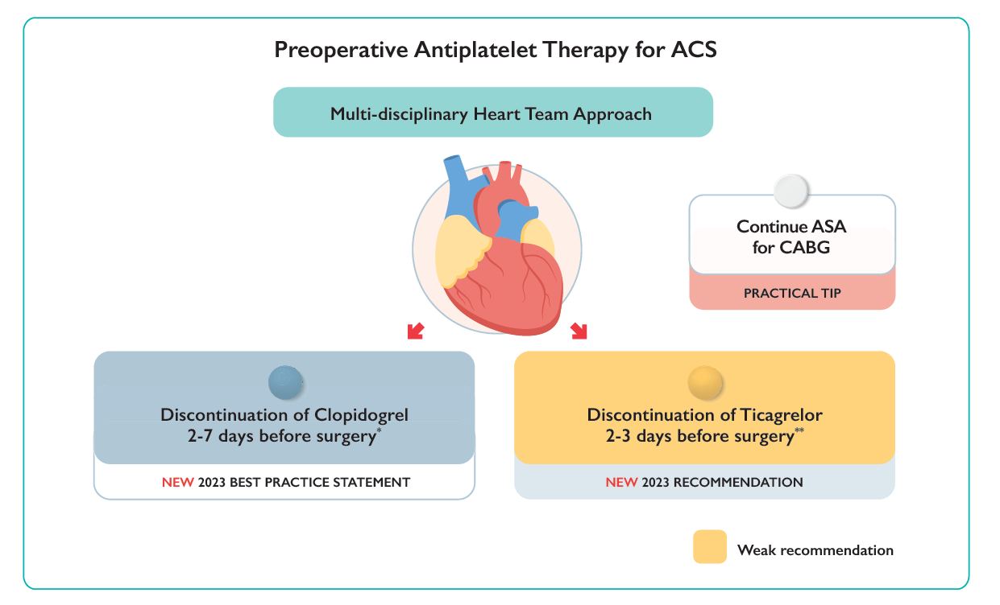 Preoperative Antiplatelet Therapy for ACS
Multi-disciplinary Heart Team Approach
Continue ASA
for CABG
PRACTICAL TIP
Discontinuation of Clopidogrel
2-7 days before surgery*
NEW 2023 BEST PRACTICE STATEMENT
Discontinuation of Ticagrelor
2-3 days before surgery**
NEW 2023 RECOMMENDATION
Weak recommendation